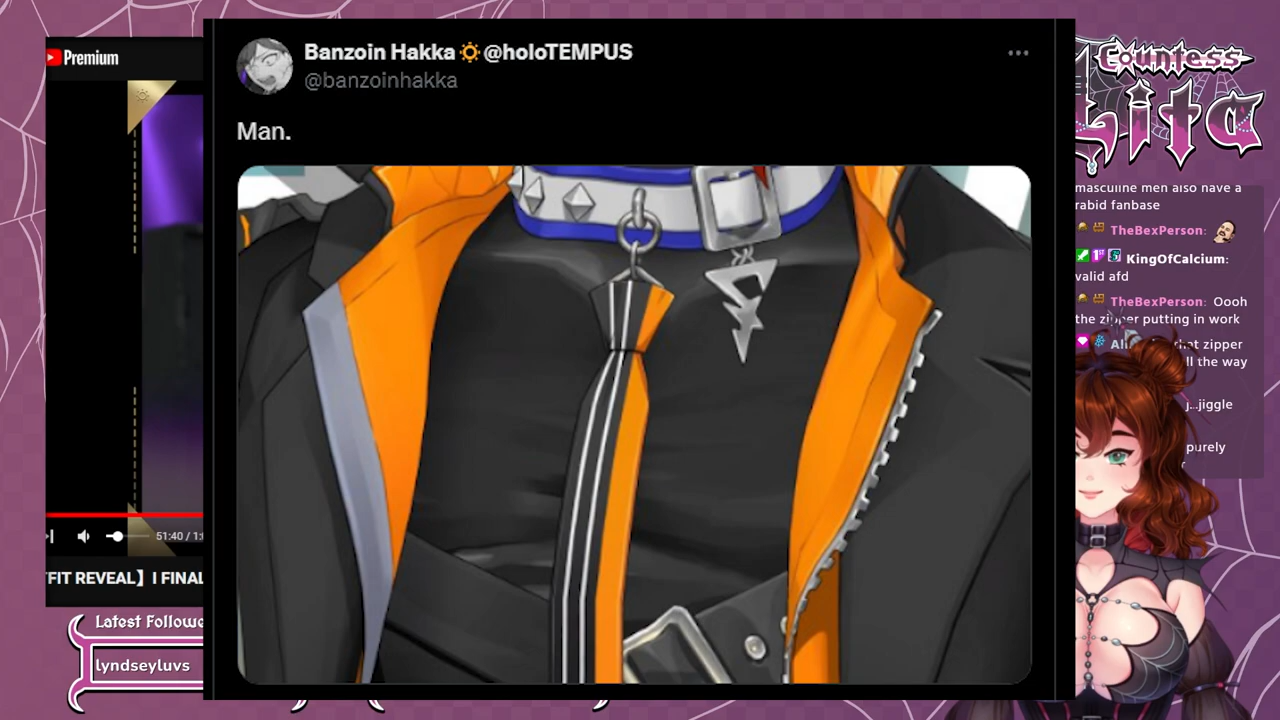 Premium
Banzoin Hakka @holoTEMPUS
@banzoinhakka
Man.
51:40 / 1:
FIT REVEAL】I FINAL
Latest Followe
lyndseyluvs
Countess
Lita
masculine men also have a
rabid fanbase
TheBexPerson:
KingOfCalcium:
valid afd
TheBexPerson: Oooh
the zipper putting in work
zipper
ll the way
j...jiggle
purely